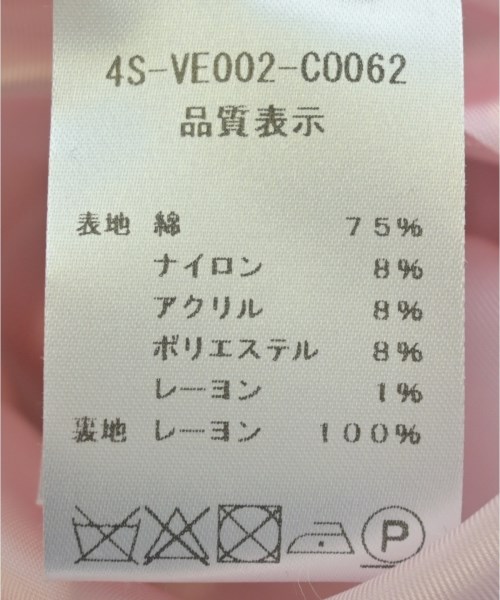 4S-VE002-C0062
品質表示
表地 綿 75%
ナイロン 8%
アクリル 8%
ポリエステル 8%
レーヨン 1%
裏地 レーヨン 100%
P